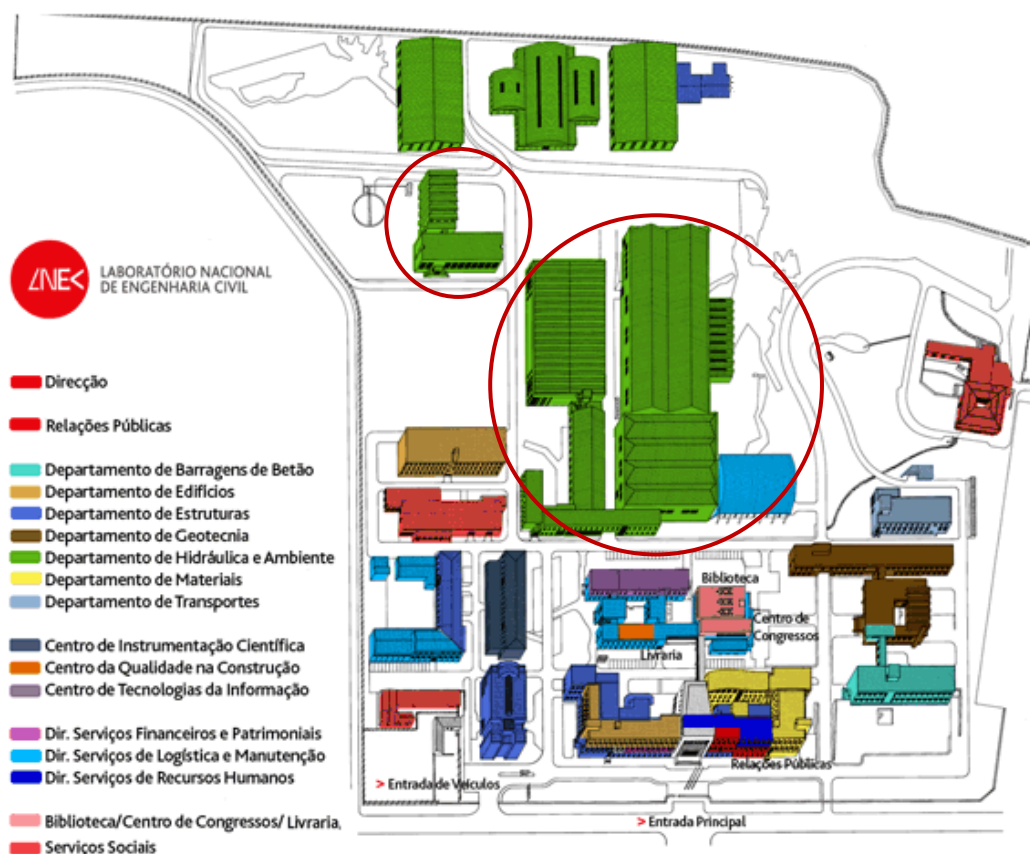 LNEC
LABORATÓRIO NACIONAL
DE ENGENHARIA CIVIL
Direcção
Relações Públicas
Departamento de Barragens de Betão
Departamento de Edifícios
Departamento de Estruturas
Departamento de Geotecnia
Departamento de Hidráulica e Ambiente
Departamento de Materiais
Departamento de Transportes
Centro de Instrumentação Científica
Centro da Qualidade na Construção
Centro de Tecnologias da Informação
Dir. Serviços Financeiros e Patrimoniais
Dir. Serviços de Logística e Manutenção
Dir. Serviços de Recursos Humanos
Biblioteca/Centro de Congressos/ Livraria,
Serviços Sociais
Biblioteca
Centro de
Congressos
Livraria
Relações Públicas
> Entrada de Veículos
> Entrada Principal